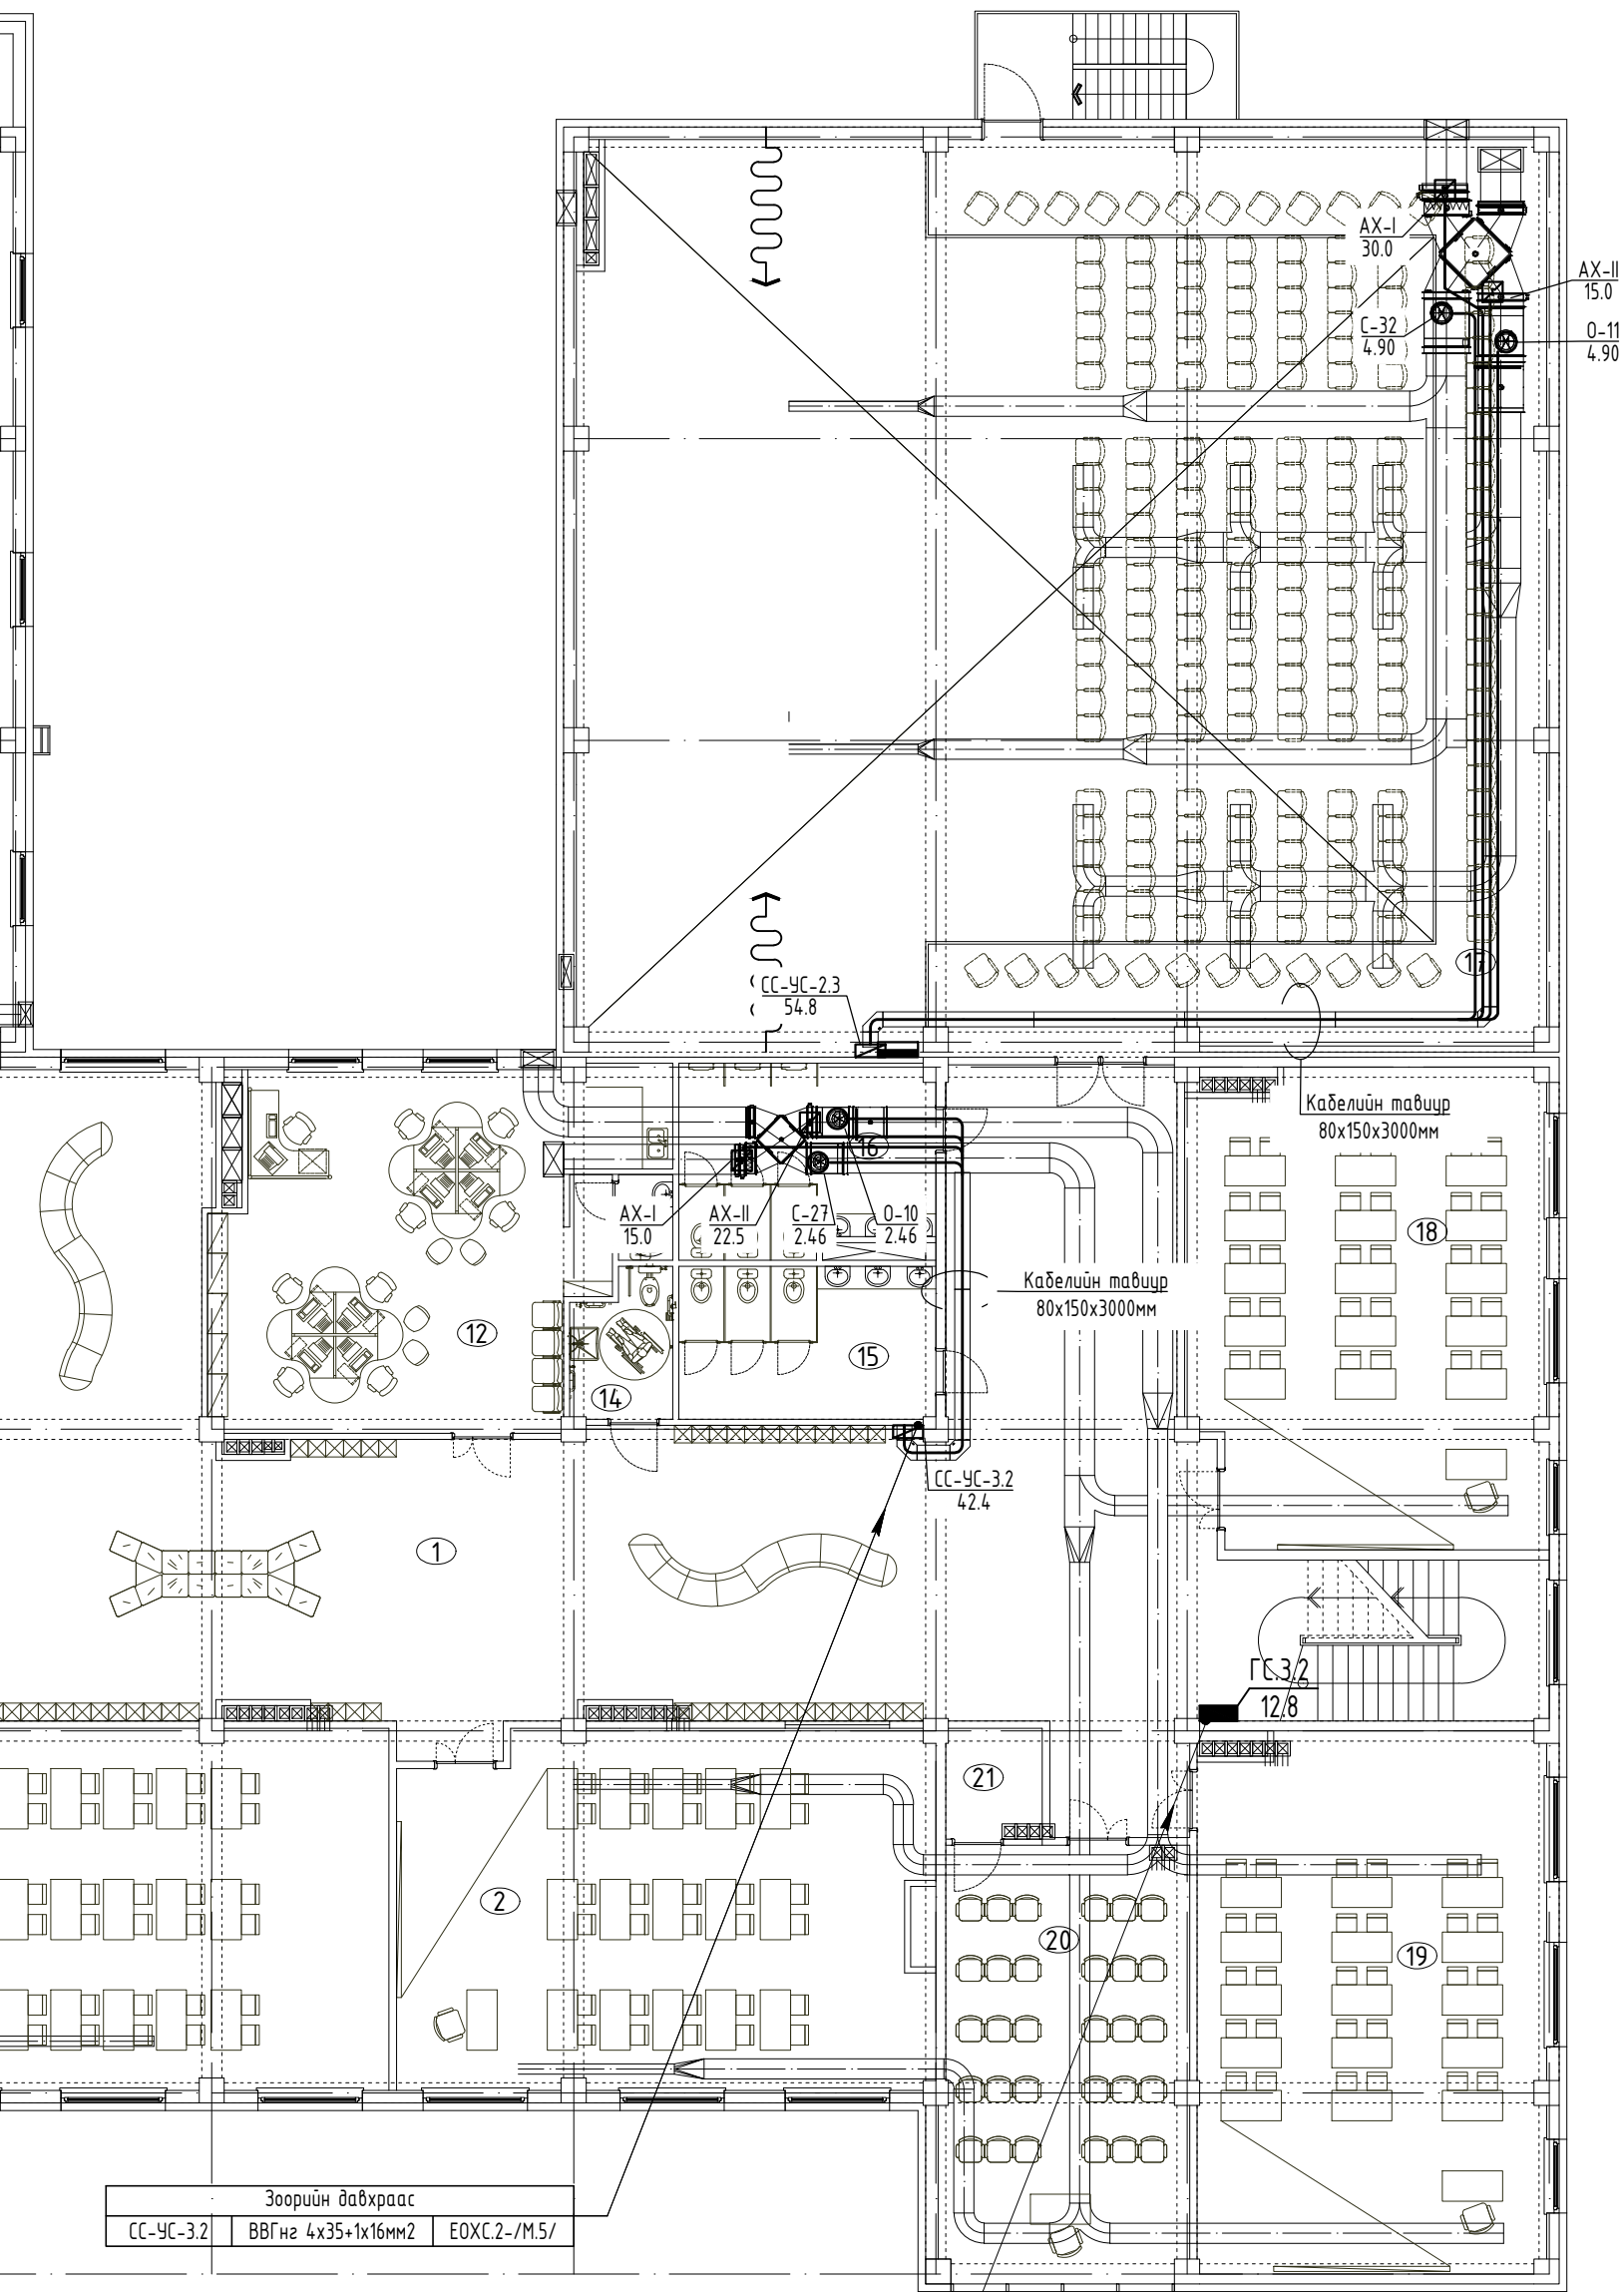 АХ-I
30.0
АХ-II
15.0
С-32
4.90
О-11
4.90
17
СС-ЧС-2.3
54.8
Кабелийн тавиур
80х150х3000мм
16
18
АХ-I
15.0
АХ-II
22.5
С-27
2.46
О-10
2.46
Кабелийн тавиур
80х150х3000мм
12
15
14
СС-ЧС-3.2
42.4
1
ГС.3.2
12.8
21
2
20
19
Зоорийн давхраас
СС-ЧС-3.2 ВВГнг 4х35+1х16мм2 ЕОХС.2-/М.5/